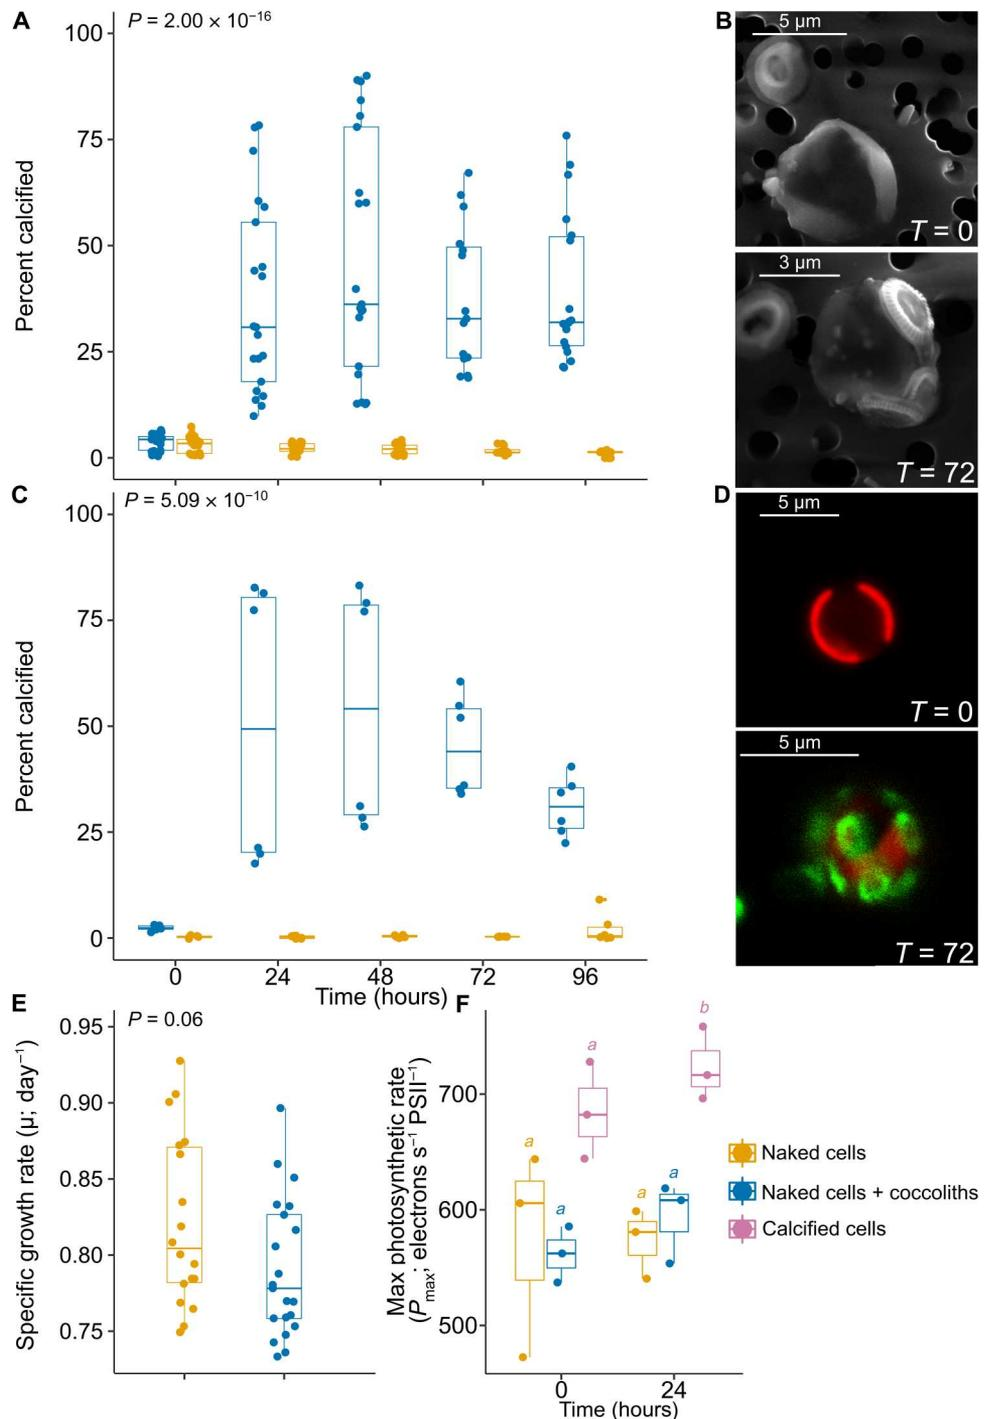 A
P = 2.00 × 10⁻¹⁶
100
75
50
25
0
Percent calcified
B
5 µm
T = 0
3 µm
T = 72
C
P = 5.09 × 10⁻¹⁰
100
75
50
25
0
Percent calcified
0 24 48 72 96
Time (hours)
D
5 µm
T = 0
5 µm
T = 72
E
P = 0.06
0.95
0.90
0.85
0.80
0.75
Specific growth rate (µ; day⁻¹)
F
700
600
500
Max photosynthetic rate
(Pmax; electrons s⁻¹ PSII⁻¹)
a
a
a
a
a
b
0 24
Time (hours)
Naked cells
Naked cells + coccoliths
Calcified cells